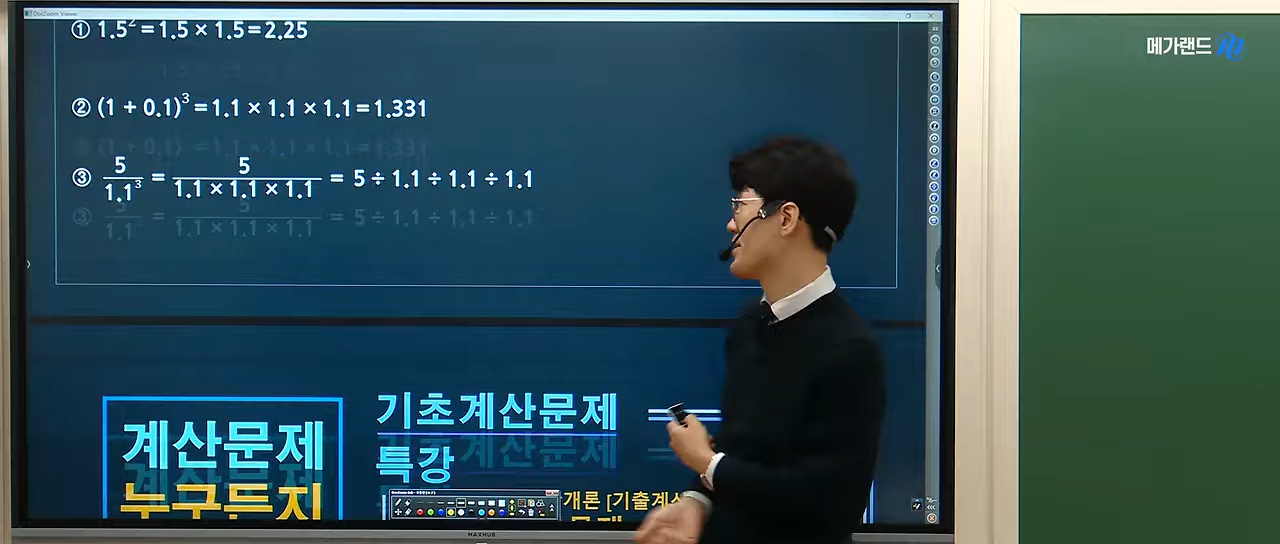 DocZoom Viewer
① 1.5² = 1.5 × 1.5 = 2.25
② (1 + 0.1)³ = 1.1 × 1.1 × 1.1 = 1.331
③ 5/1.1³ = 5/(1.1 × 1.1 × 1.1) = 5 ÷ 1.1 ÷ 1.1 ÷ 1.1
메가랜드
계산문제
누구든지
기초계산문제
특강
개론 [기출계산
MAXHUB